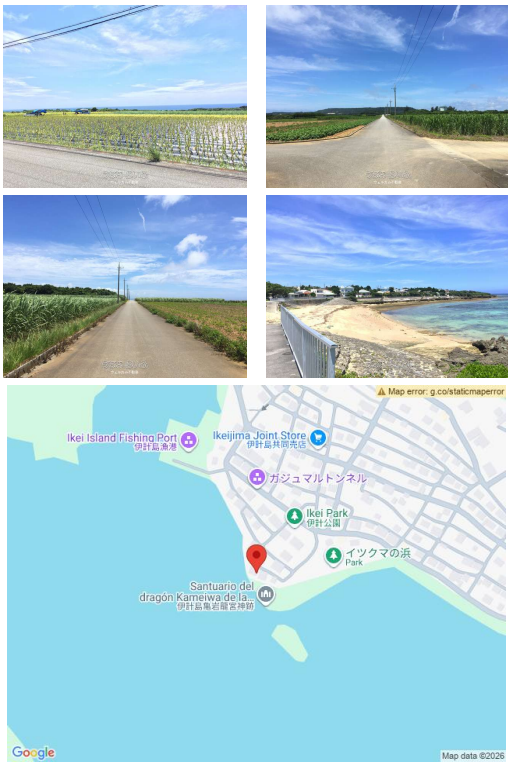 Map error: g.co/staticmaperror
Ikei Island Fishing Port
伊計島漁港
Ikeijima Joint Store
伊計島共同売店
ガジュマルトンネル
Ikei Park
伊計公園
イツクマの浜
Park
Santuario del
dragón Kameiwa de la...
伊計島亀岩龍宮神跡
Google
Map data ©2026